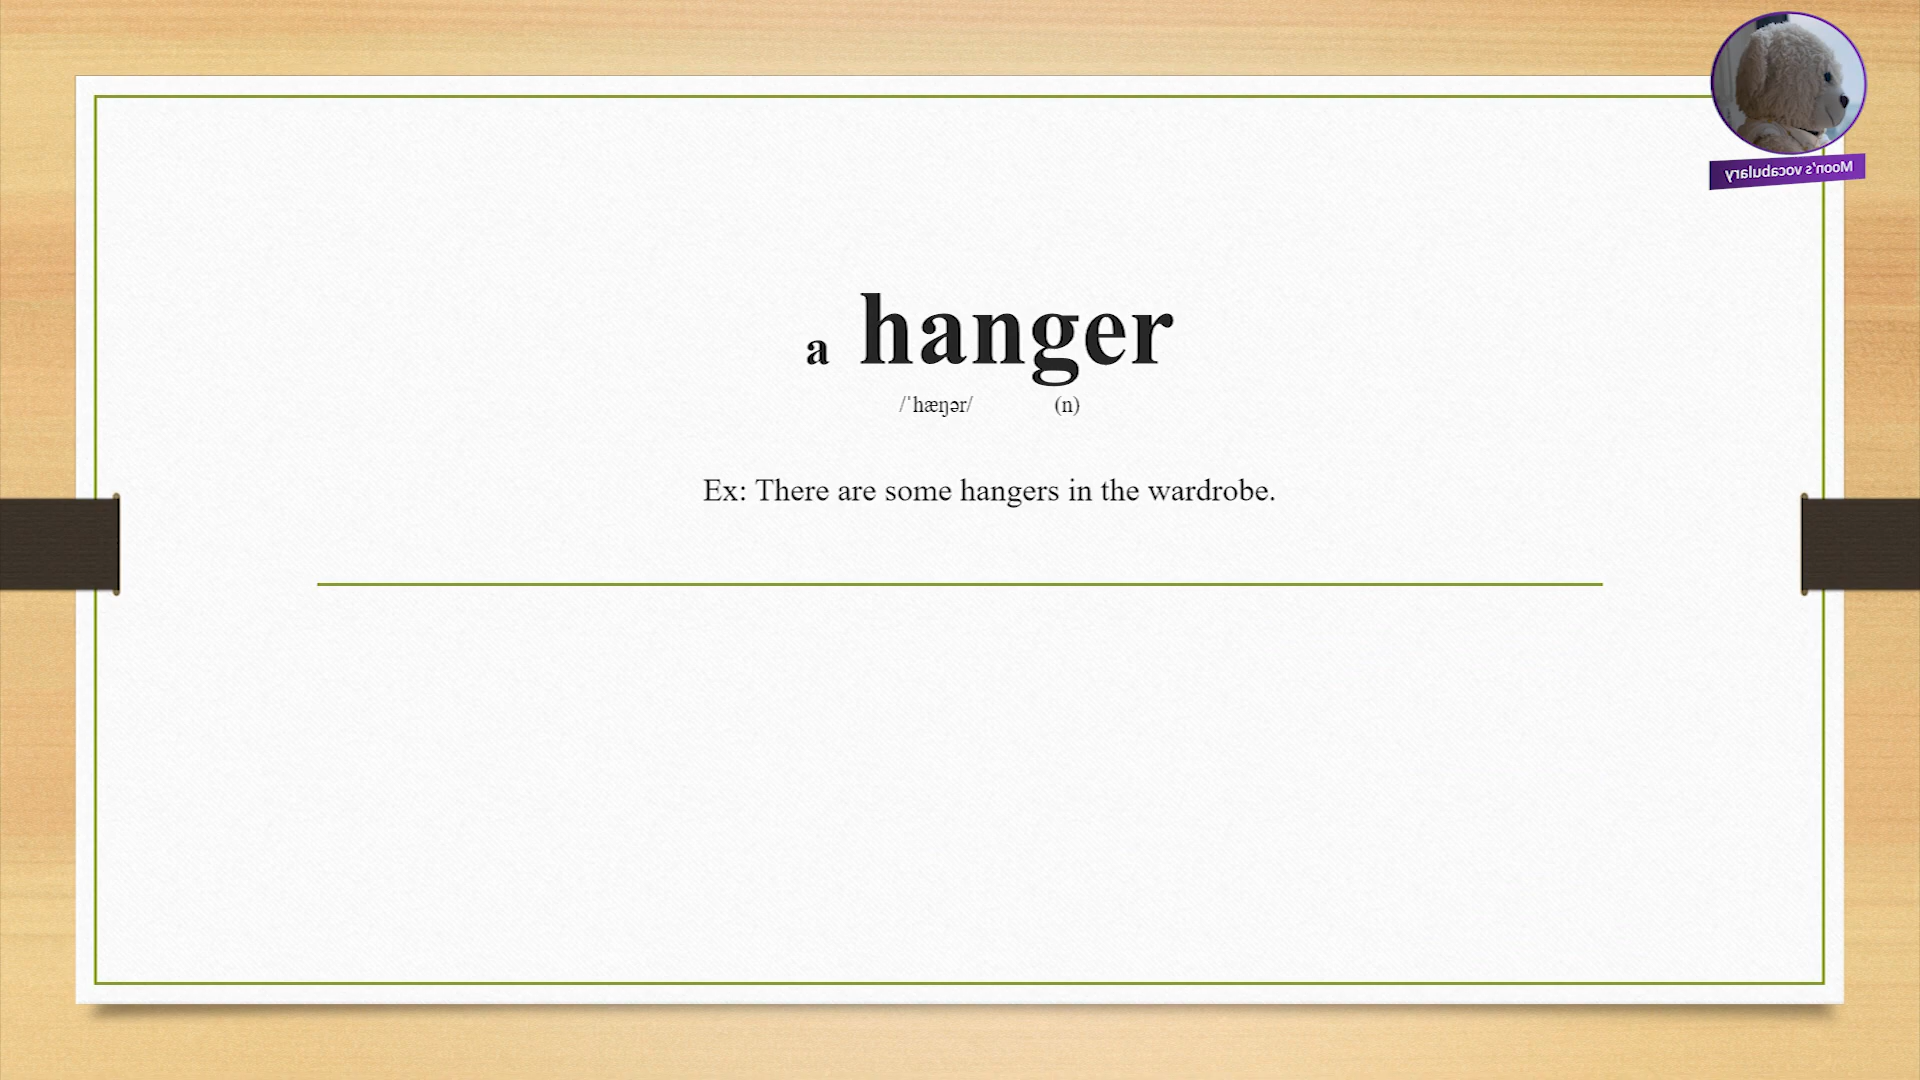 Moon's vocabulary
a hanger
/ˈhæŋər/ (n)
Ex: There are some hangers in the wardrobe.